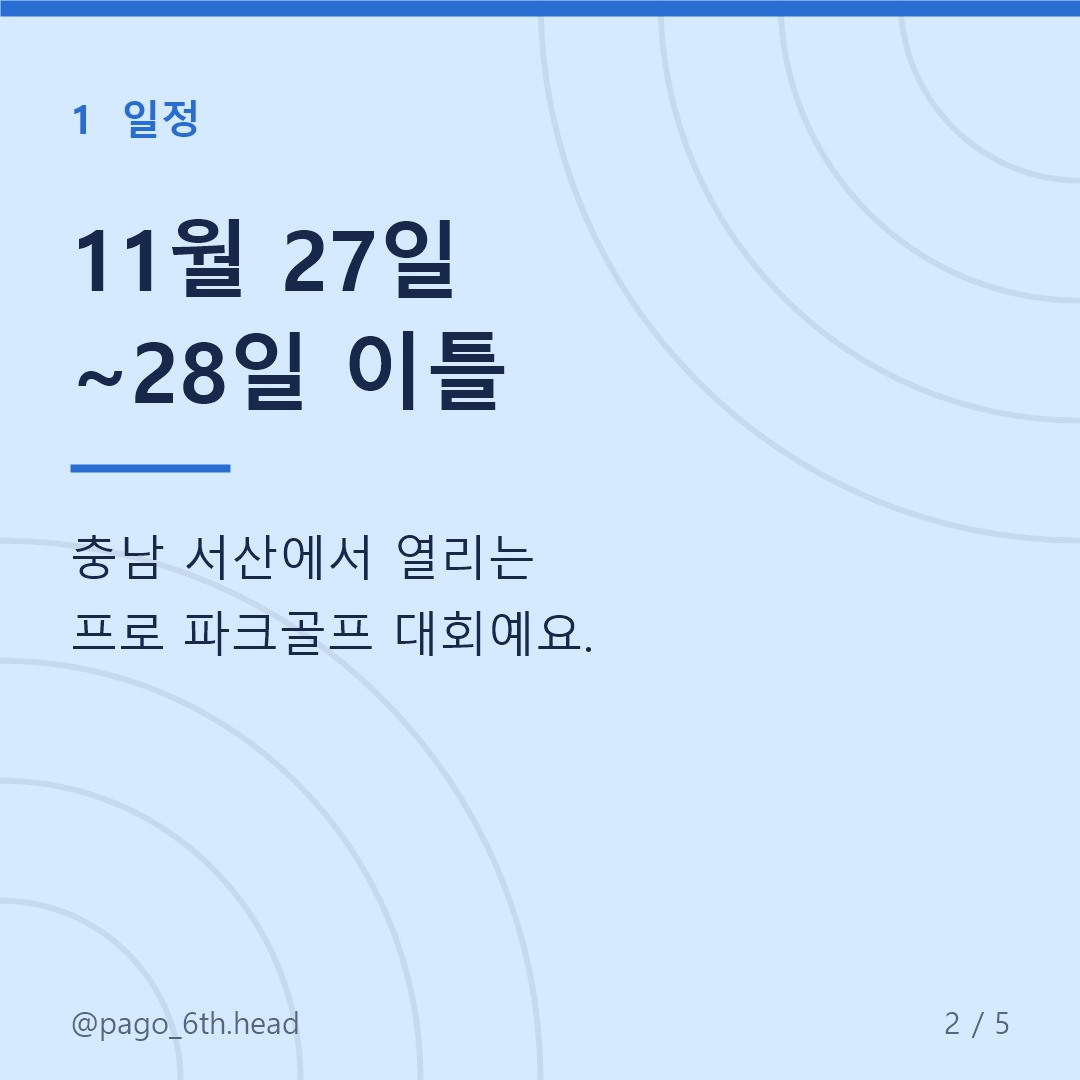 1 일정
11월 27일
~28일 이틀
충남 서산에서 열리는
프로 파크골프 대회예요.
@pago_6th.head
2 / 5